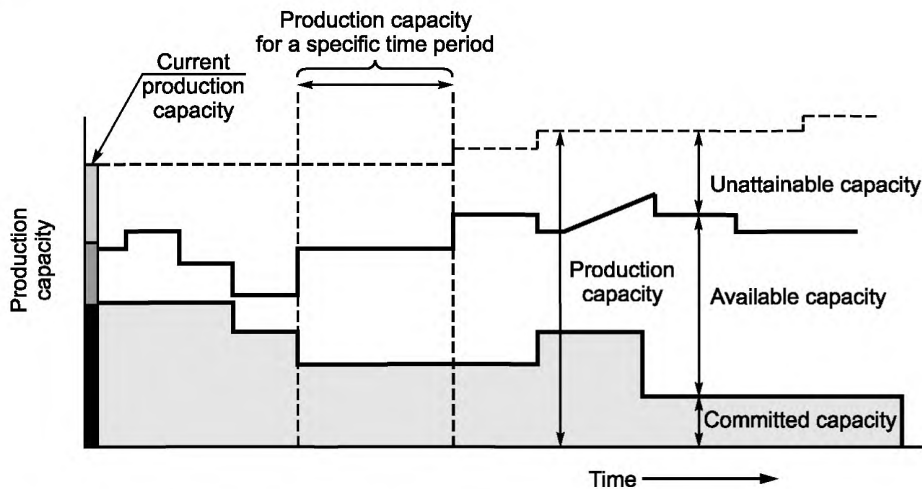 Production capacity
for a specific time period
Current
production
capacity
Unattainable capacity
Production
capacity
Production
capacity
Available capacity
Committed capacity
Time